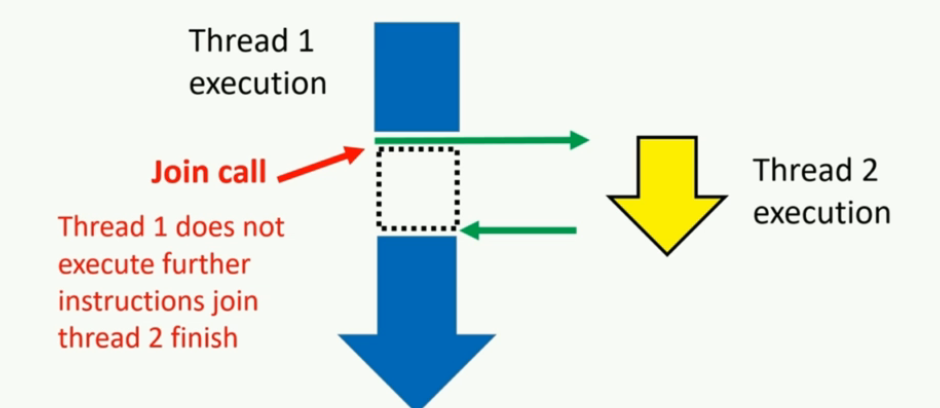 Thread 1
execution
Join call
Thread 1 does not
execute further
instructions join
thread 2 finish
Thread 2
execution